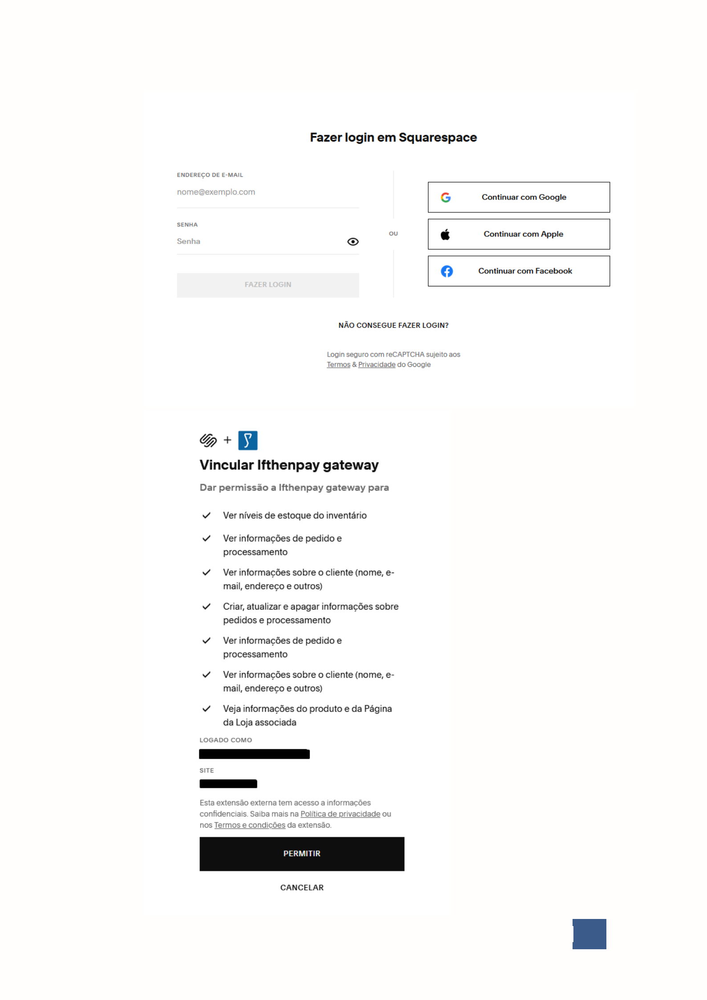 Fazer login em Squarespace
ENDEREÇO DE E-MAIL
nome@exemplo.com
SENHA
Senha
FAZER LOGIN
OU
Continuar com Google
Continuar com Apple
Continuar com Facebook
NÃO CONSEGUE FAZER LOGIN?
Login seguro com reCAPTCHA sujeito aos
Termos & Privacidade do Google
+
Vincular Ifthenpay gateway
Dar permissão a Ifthenpay gateway para
Ver níveis de estoque do inventário
Ver informações de pedido e
processamento
Ver informações sobre o cliente (nome, e-
mail, endereço e outros)
Criar, atualizar e apagar informações sobre
pedidos e processamento
Ver informações de pedido e
processamento
Ver informações sobre o cliente (nome, e-
mail, endereço e outros)
Veja informações do produto e da Página
da Loja associada
LOGADO COMO
SITE
Esta extensão externa tem acesso a informações
confidenciais. Saiba mais na Política de privacidade ou
nos Termos e condições da extensão.
PERMITIR
CANCELAR